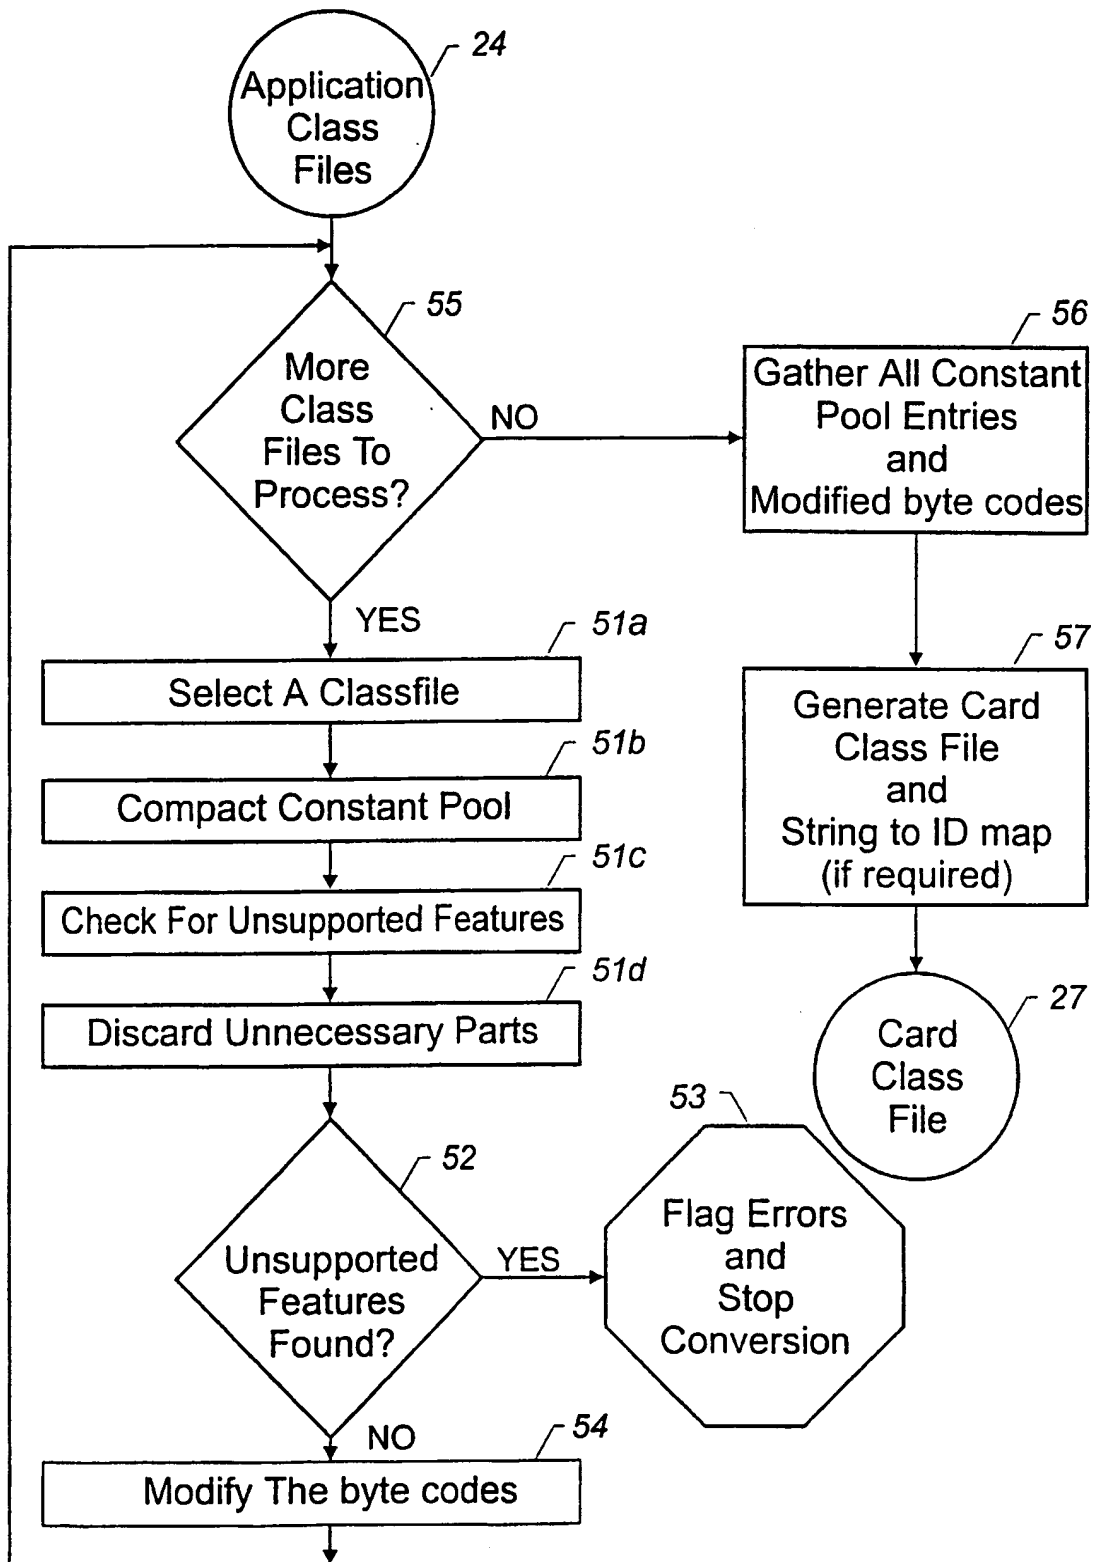 24
Application
Class
Files
55
More
Class
Files To
Process?
NO
56
Gather All Constant
Pool Entries
and
Modified byte codes
YES
51a
Select A Classfile
51b
Compact Constant Pool
51c
Check For Unsupported Features
51d
Discard Unnecessary Parts
57
Generate Card
Class File
and
String to ID map
(if required)
27
Card
Class
File
52
Unsupported
Features
Found?
YES
53
Flag Errors
and
Stop
Conversion
NO
54
Modify The byte codes